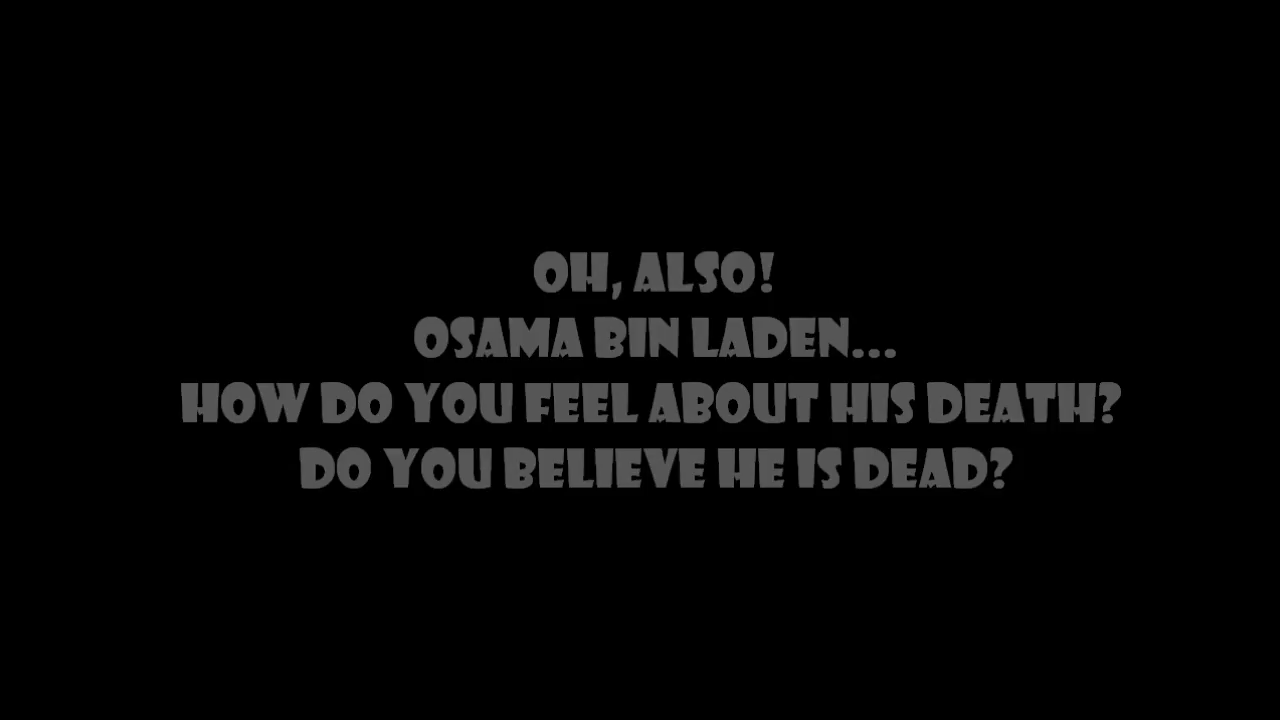 OH, ALSO!
OSAMA BIN LADEN...
HOW DO YOU FEEL ABOUT HIS DEATH?
DO YOU BELIEVE HE IS DEAD?